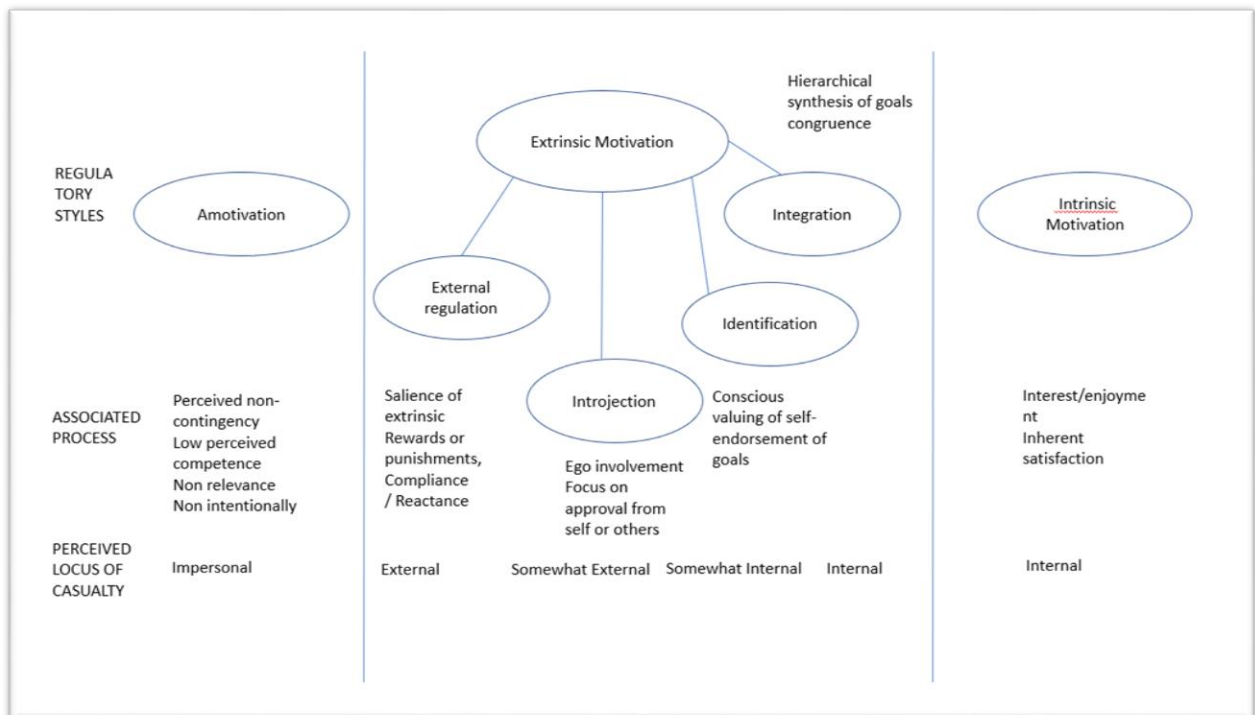 Hierarchical
synthesis of goals
congruence
Extrinsic Motivation
REGULA
TORY
STYLES
Amotivation
Integration
Intrinsic
Motivation
External
regulation
Identification
ASSOCIATED
PROCESS
Perceived non-
contingency
Low perceived
competence
Non relevance
Non intentionally
Salience of
extrinsic
Rewards or
punishments,
Compliance
/ Reactance
Introjection
Ego involvement
Focus on
approval from
self or others
Conscious
valuing of self-
endorsement of
goals
Interest/enjoyme
nt
Inherent
satisfaction
PERCEIVED
LOCUS OF
CASUALTY
Impersonal
External
Somewhat External
Somewhat Internal
Internal
Internal